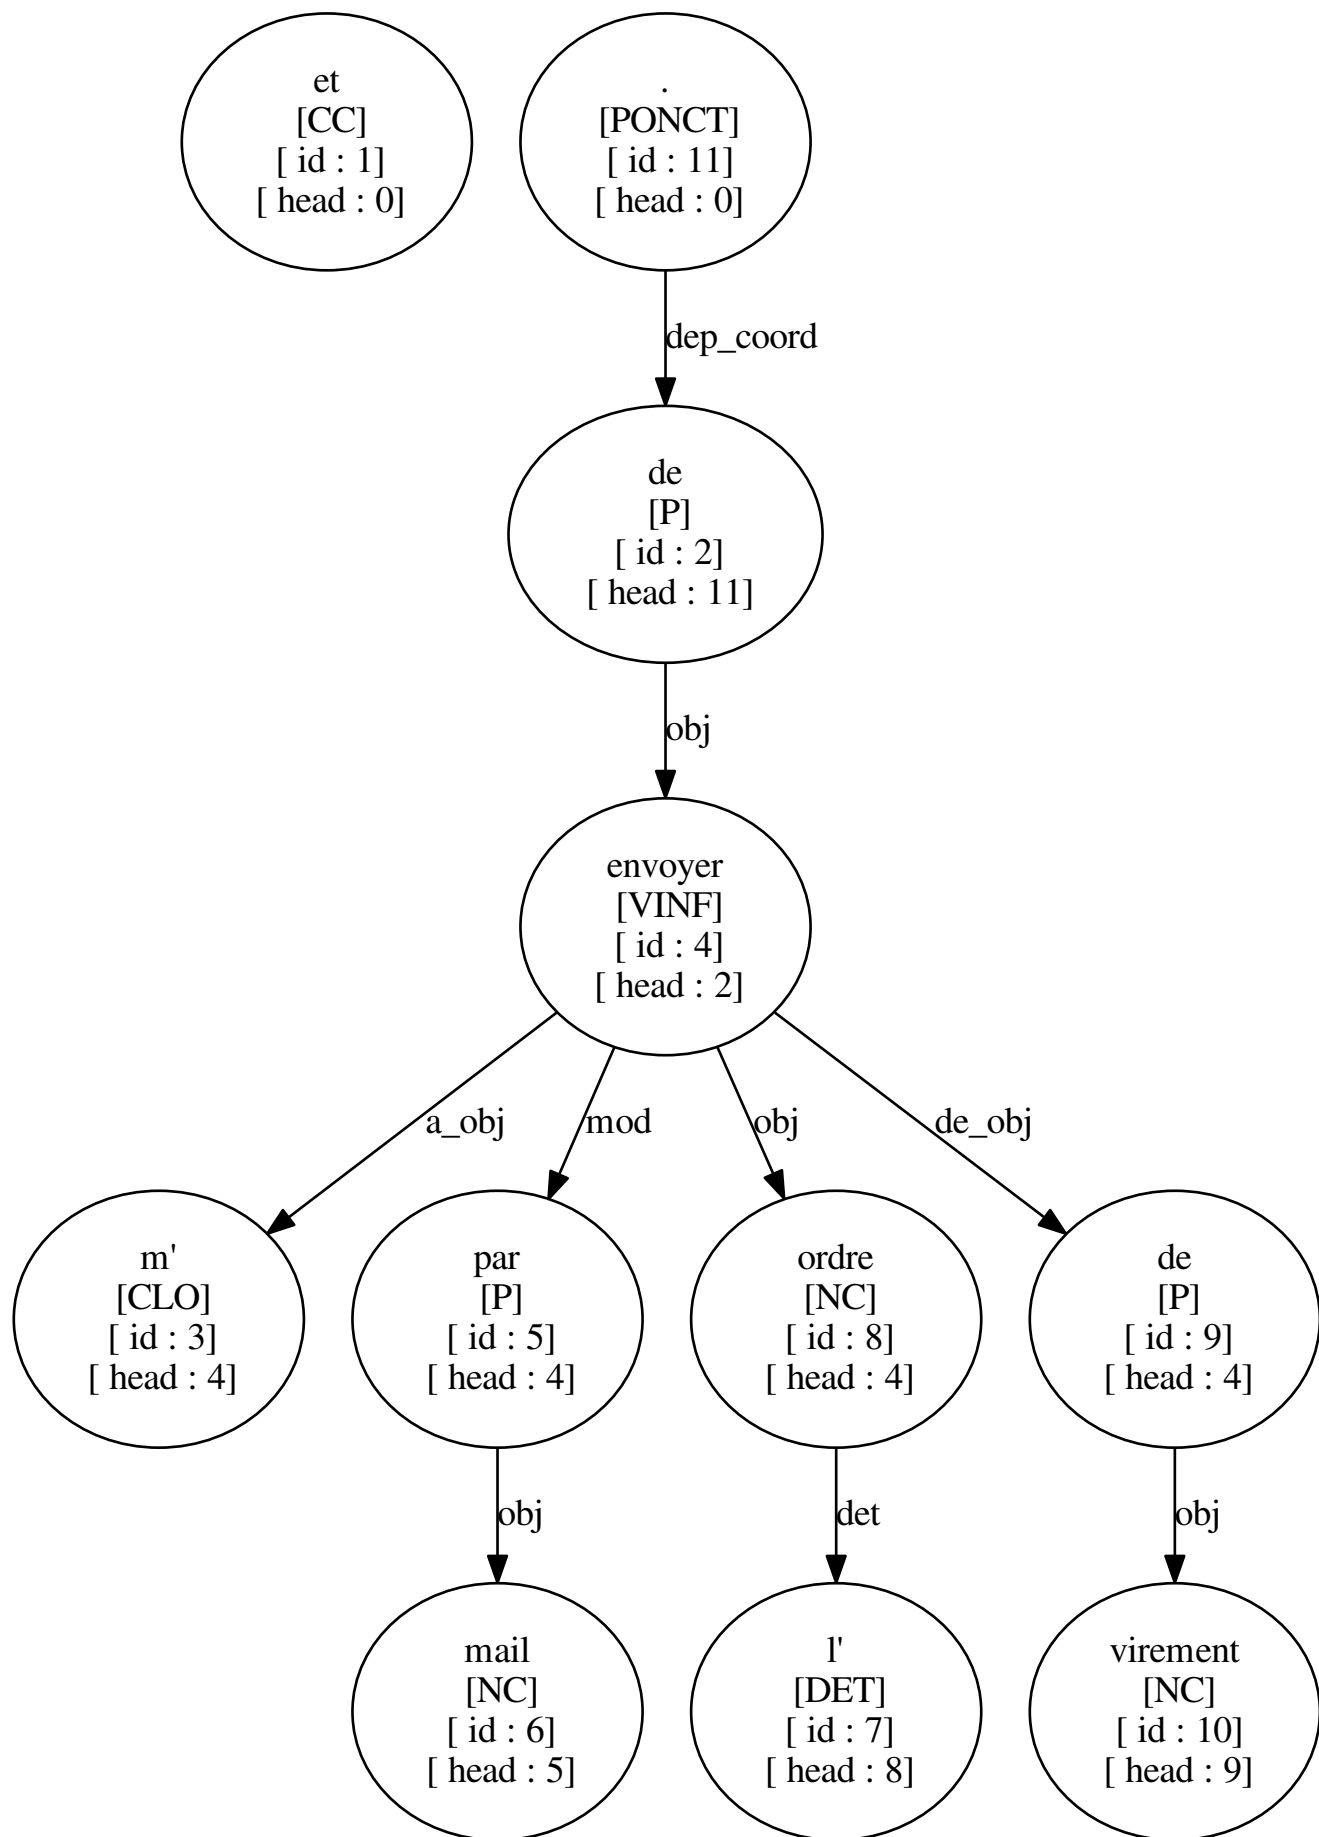 et
[CC]
[ id : 1]
[ head : 0]
.
[PONCT]
[ id : 11]
[ head : 0]
dep_coord
de
[P]
[ id : 2]
[ head : 11]
obj
envoyer
[VINF]
[ id : 4]
[ head : 2]
a_obj
mod
obj
de_obj
m'
[CLO]
[ id : 3]
[ head : 4]
par
[P]
[ id : 5]
[ head : 4]
ordre
[NC]
[ id : 8]
[ head : 4]
de
[P]
[ id : 9]
[ head : 4]
obj
det
obj
mail
[NC]
[ id : 6]
[ head : 5]
l'
[DET]
[ id : 7]
[ head : 8]
virement
[NC]
[ id : 10]
[ head : 9]